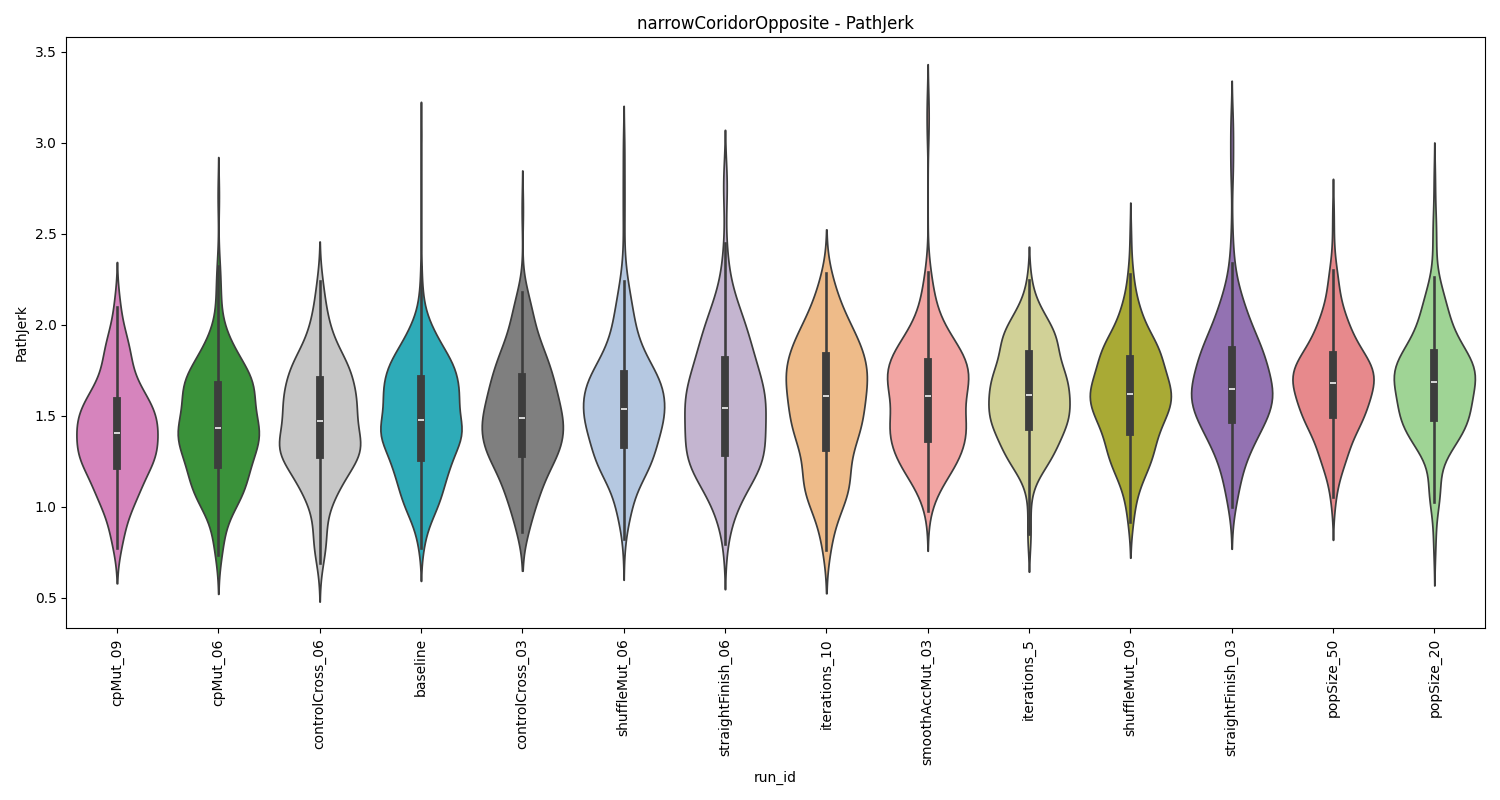 narrowCoridorOpposite - PathJerk
PathJerk
3.5
3.0
2.5
2.0
1.5
1.0
0.5
cpMut_09
cpMut_06
controlCross_06
baseline
controlCross_03
shuffleMut_06
straightFinish_06
iterations_10
smoothAccMut_03
iterations_5
shuffleMut_09
straightFinish_03
popSize_50
popSize_20
run_id